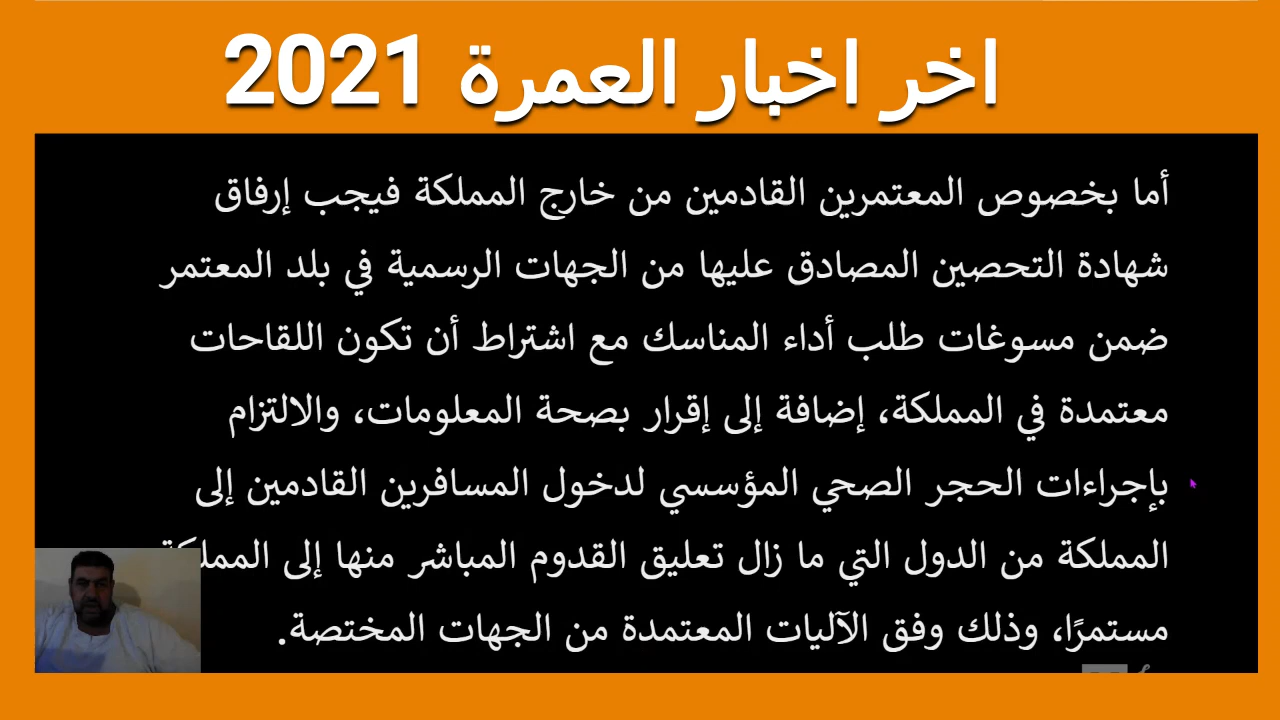 اخر اخبار العمرة 2021
أما بخصوص المعتمرين القادمين من خارج المملكة فيجب إرفاق
شهادة التحصين المصادق عليها من الجهات الرسمية في بلد المعتمر
ضمن مسوغات طلب أداء المناسك مع اشتراط أن تكون اللقاحات
معتمدة في المملكة، إضافة إلى إقرار بصحة المعلومات، والالتزام
بإجراءات الحجر الصحي المؤسسي لدخول المسافرين القادمين إلى
المملكة من الدول التي ما زال تعليق القدوم المباشر منها إلى المملكة
مستمرًا، وذلك وفق الآليات المعتمدة من الجهات المختصة.